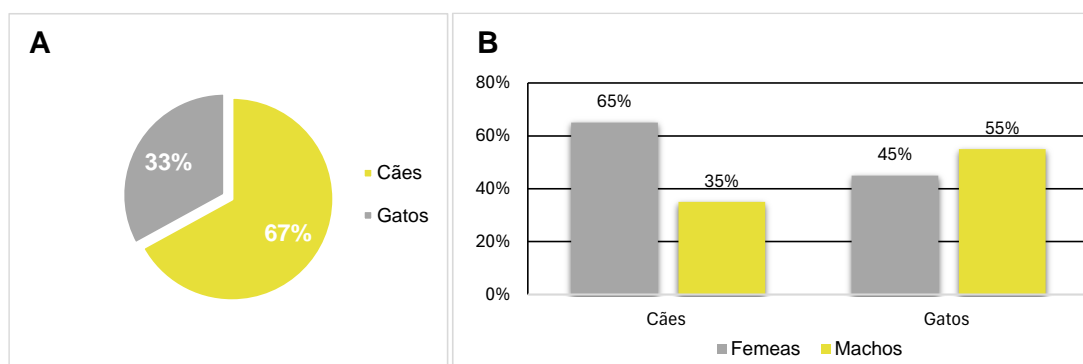 A
33%
67%
Cães
Gatos
B
80%
60%
40%
20%
0%
65%
35%
45%
55%
Cães Gatos
Femeas Machos